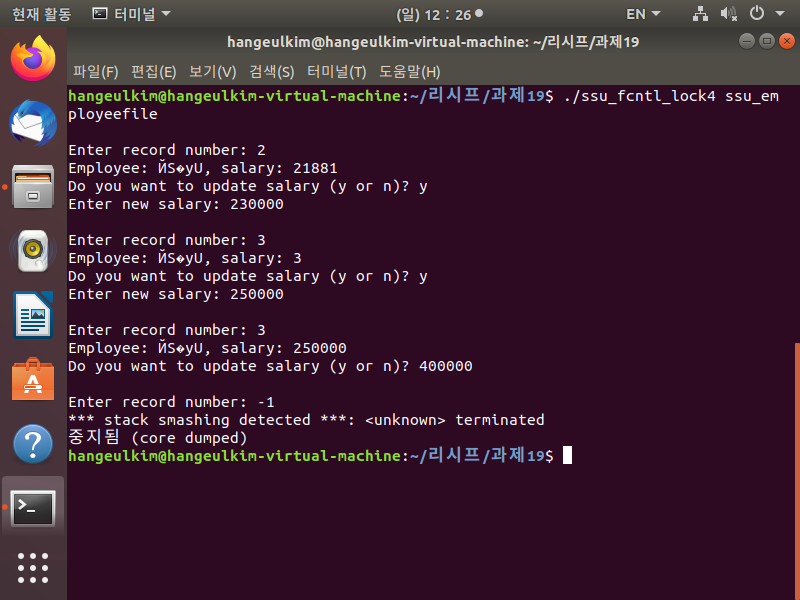 현재 활동 터미널 (일) 12 : 26 EN
hangeulkim@hangeulkim-virtual-machine: ~/리시프/과제19
파일(F) 편집(E) 보기(V) 검색(S) 터미널(T) 도움말(H)
hangeulkim@hangeulkim-virtual-machine:~/리시프/과제19$ ./ssu_fcntl_lock4 ssu_em
ployeefile
Enter record number: 2
Employee: ЍS�yU, salary: 21881
Do you want to update salary (y or n)? y
Enter new salary: 230000
Enter record number: 3
Employee: ЍS�yU, salary: 3
Do you want to update salary (y or n)? y
Enter new salary: 250000
Enter record number: 3
Employee: ЍS�yU, salary: 250000
Do you want to update salary (y or n)? 400000
Enter record number: -1
*** stack smashing detected ***: <unknown> terminated
중지됨 (core dumped)
hangeulkim@hangeulkim-virtual-machine:~/리시프/과제19$